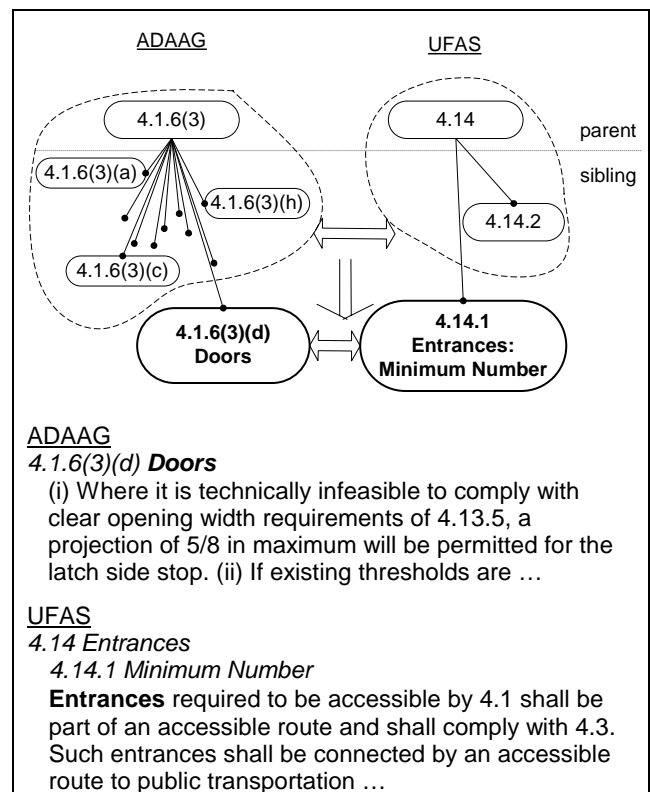 ADAAG
UFAS
4.1.6(3)
4.14
parent
sibling
4.1.6(3)(a)
4.1.6(3)(h)
4.14.2
4.1.6(3)(c)
4.1.6(3)(d)
Doors
4.14.1
Entrances:
Minimum Number
ADAAG
4.1.6(3)(d) Doors
(i) Where it is technically infeasible to comply with
clear opening width requirements of 4.13.5, a
projection of 5/8 in maximum will be permitted for the
latch side stop. (ii) If existing thresholds are …
UFAS
4.14 Entrances
4.14.1 Minimum Number
Entrances required to be accessible by 4.1 shall be
part of an accessible route and shall comply with 4.3.
Such entrances shall be connected by an accessible
route to public transportation …